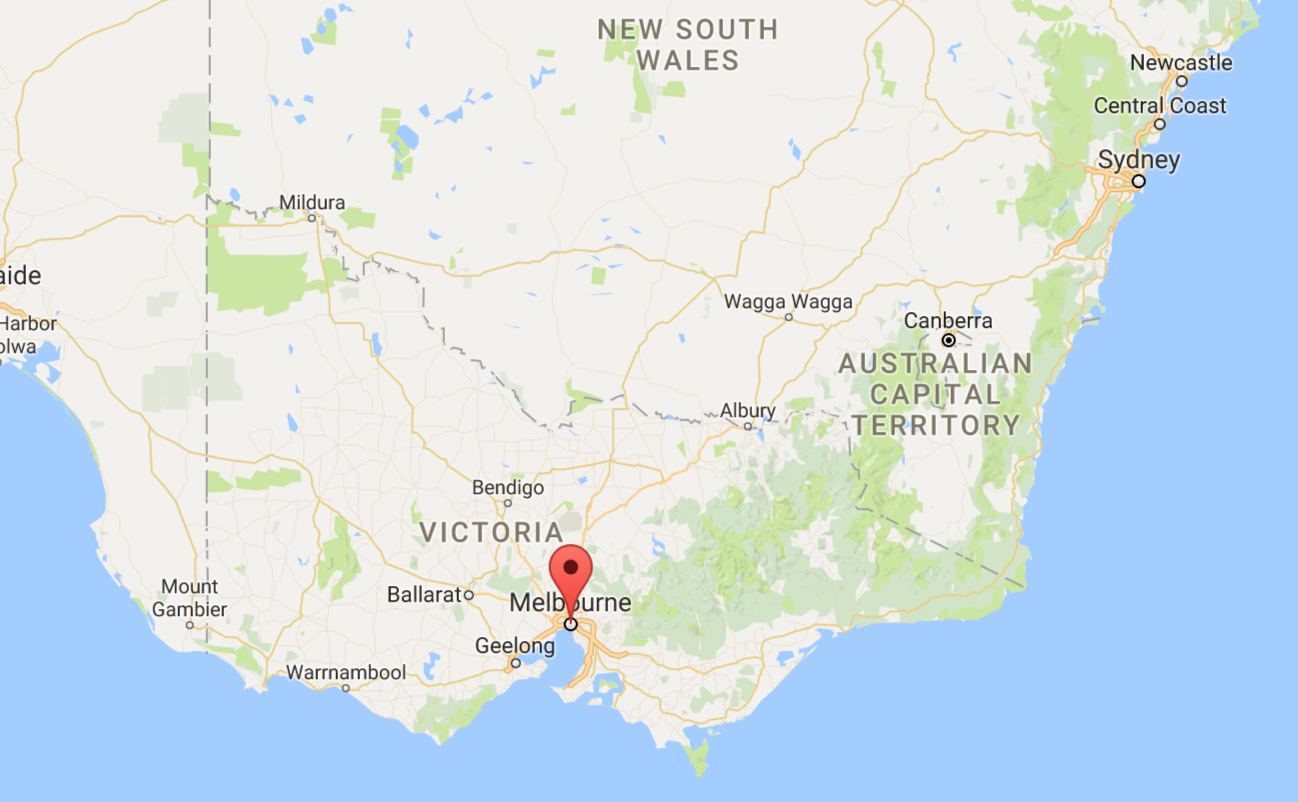 NEW SOUTH
WALES
Newcastle
Central Coast
Sydney
Mildura
aide
Wagga Wagga
Harbor
olwa
Canberra
AUSTRALIAN
CAPITAL
TERRITORY
Albury
Bendigo
VICTORIA
Mount
Gambier
Ballarat
Melbourne
Geelong
Warrnambool